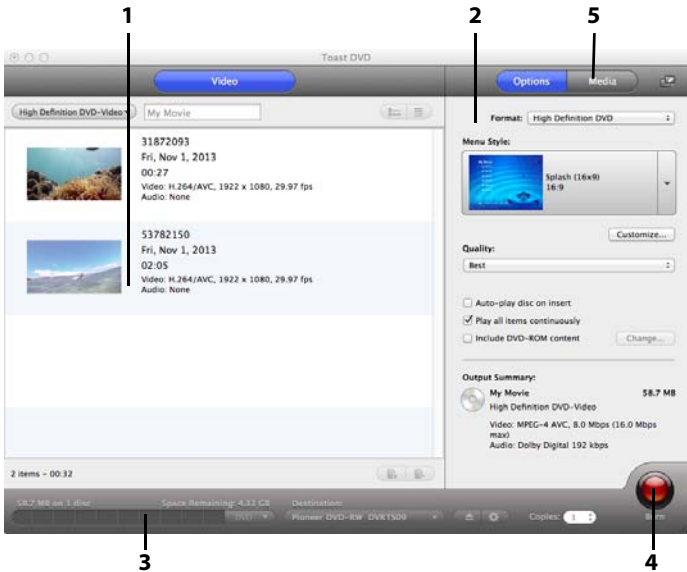 1
2
5
Toast DVD
Video
Options
Media
High Definition DVD-Video
My Movie
31872093
Fri, Nov 1, 2013
00:27
Video: H.264/AVC, 1922 x 1080, 29.97 fps
Audio: None
53782150
Fri, Nov 1, 2013
02:05
Video: H.264/AVC, 1922 x 1080, 29.97 fps
Audio: None
Format: High Definition DVD
Menu Style:
Splash (16x9)
16:9
Customize...
Quality:
Best
Auto-play disc on insert
Play all items continuously
Include DVD-ROM content
Change...
Output Summary:
My Movie 58.7 MB
High Definition DVD-Video
Video: MPEG-4 AVC, 8.0 Mbps (16.0 Mbps
max)
Audio: Dolby Digital 192 kbps
2 items - 00:32
58.7 MB on 1 disc
Space Remaining: 4.32 GB
DVD
Destination:
Pioneer DVD-RW DVRTS09
Copies: 1
Burn
3
4